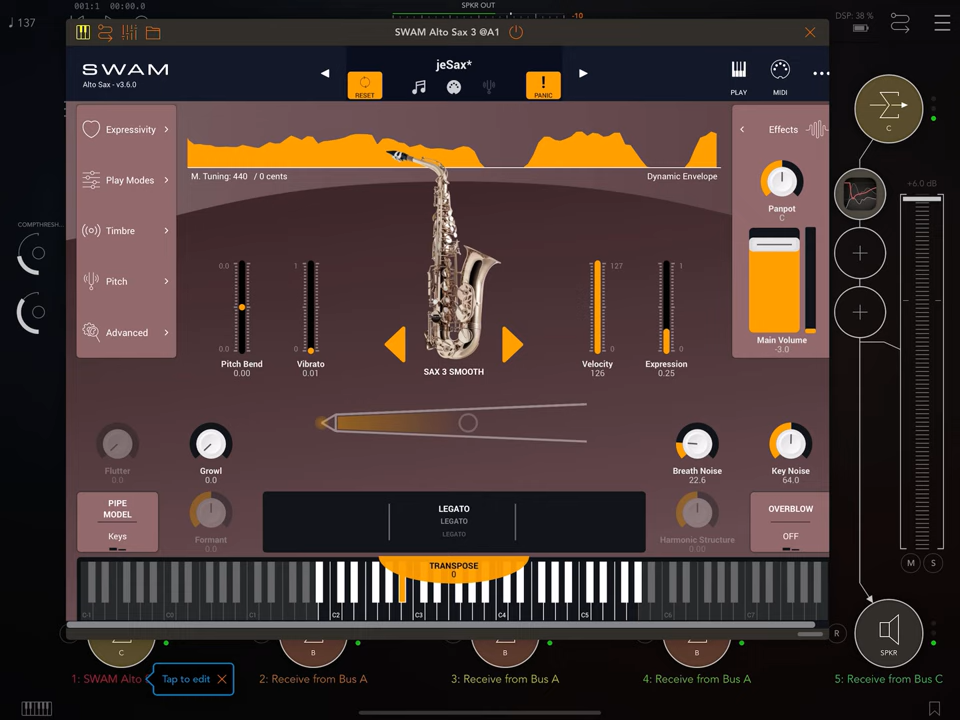 001:1 00:00.0
SPKR OUT
-10
137
SWAM Alto Sax 3 @A1
DSP: 38 %
SWAM
Alto Sax - v3.6.0
jeSax*
RESET
PANIC
PLAY
MIDI
C
Expressivity
Effects
M. Tuning: 440 / 0 cents
Dynamic Envelope
Play Modes
+6.0 dB
Panpot
C
COMPTHRESH...
Timbre
0.0
1
127
1
Pitch
Advanced
Main Volume
-3.0
0.0
0
0
0
Pitch Bend
0.00
Vibrato
0.01
SAX 3 SMOOTH
Velocity
126
Expression
0.25
Flutter
0.0
Growl
0.0
Breath Noise
22.6
Key Noise
64.0
PIPE
MODEL
Keys
Formant
0.0
LEGATO
LEGATO
LEGATO
Harmonic Structure
0.00
OVERBLOW
OFF
TRANSPOSE
0
M
S
C-1
C0
C1
C2
C3
C4
C5
C6
C7
R
SPKR
C
B
B
B
1: SWAM Alto
Tap to edit
2: Receive from Bus A
3: Receive from Bus A
4: Receive from Bus A
5: Receive from Bus C